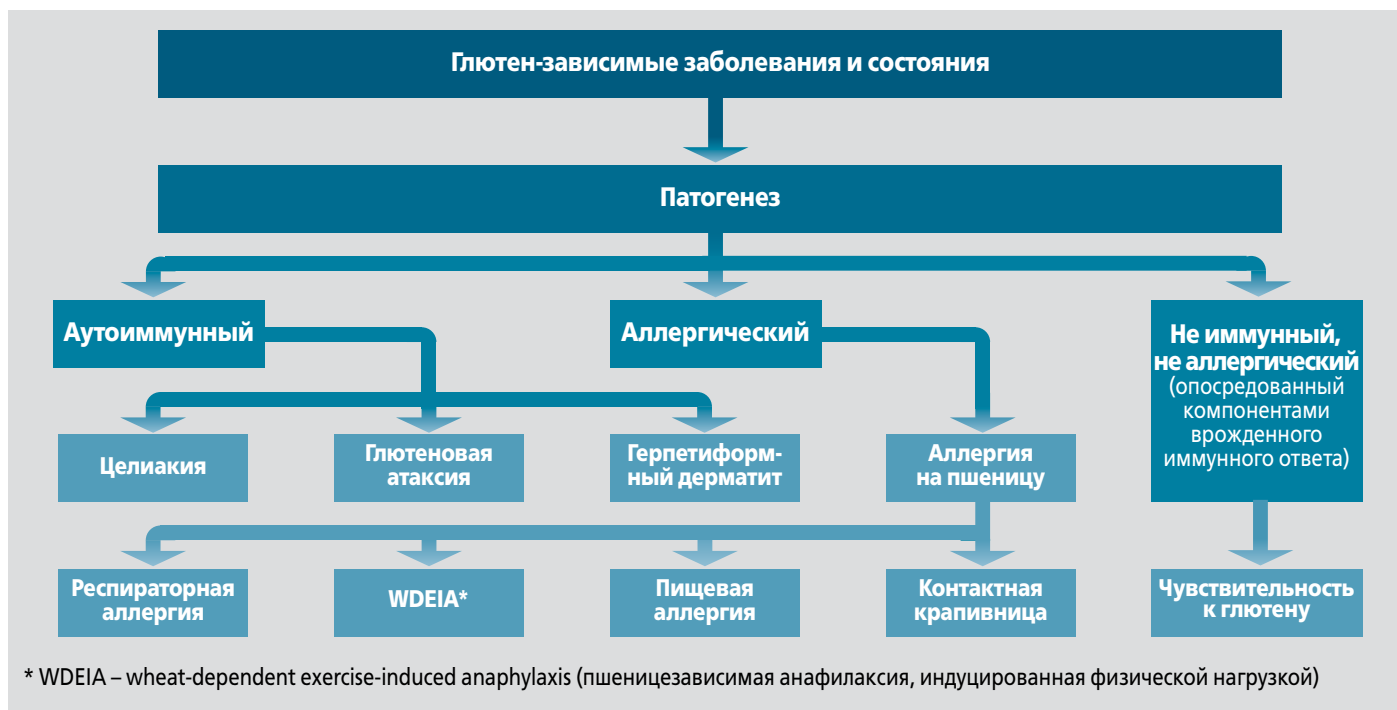 Глютен-зависимые заболевания и состояния
Патогенез
Аутоиммунный
Аллергический
Не иммунный,
не аллергический
(опосредованный
компонентами
врожденного
иммунного ответа)
Целиакия
Глютеновая
атаксия
Герпетиформ-
ный дерматит
Аллергия
на пшеницу
Респираторная
аллергия
WDEIA*
Пищевая
аллергия
Контактная
крапивница
Чувствительность
к глютену
* WDEIA – wheat-dependent exercise-induced anaphylaxis (пшеницезависимая анафилаксия, индуцированная физической нагрузкой)